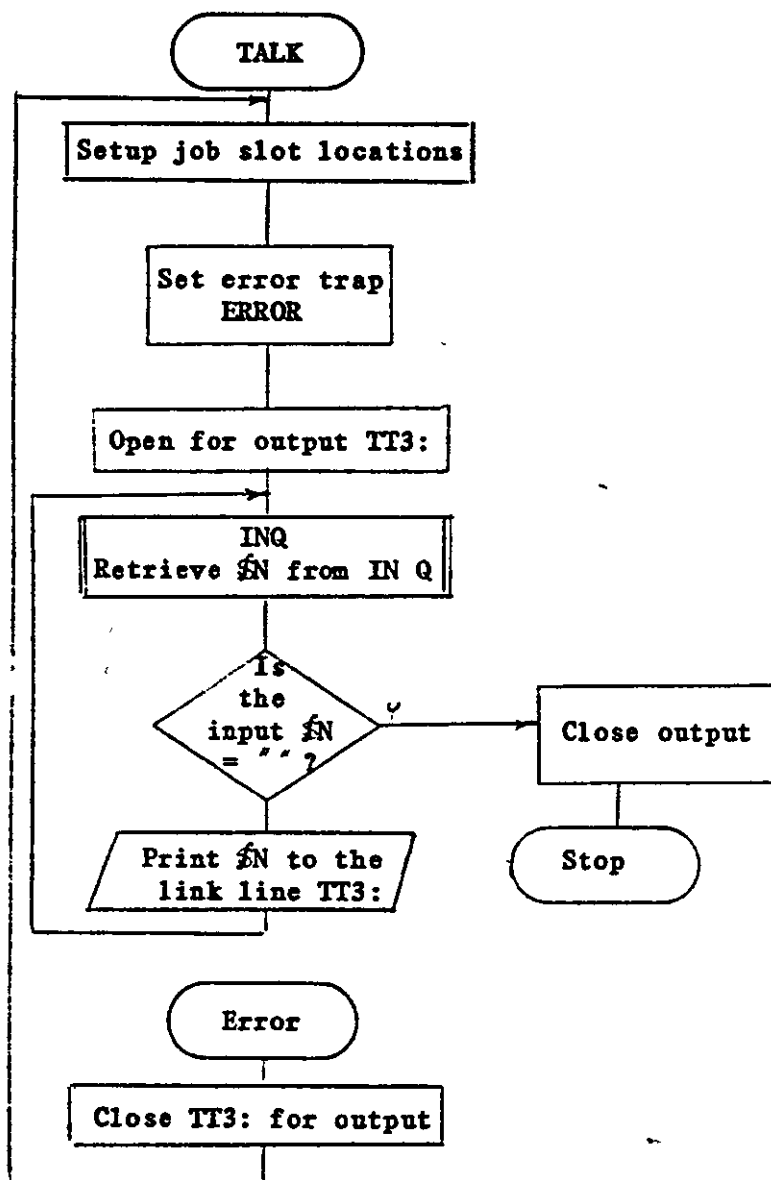 TALK
Setup job slot locations
Set error trap
ERROR
Open for output TT3:
INQ
Retrieve $N from IN Q
Is
the
input $N
= " " ?
Y
Close output
Stop
Print $N to the
link line TT3:
Error
Close TT3: for output